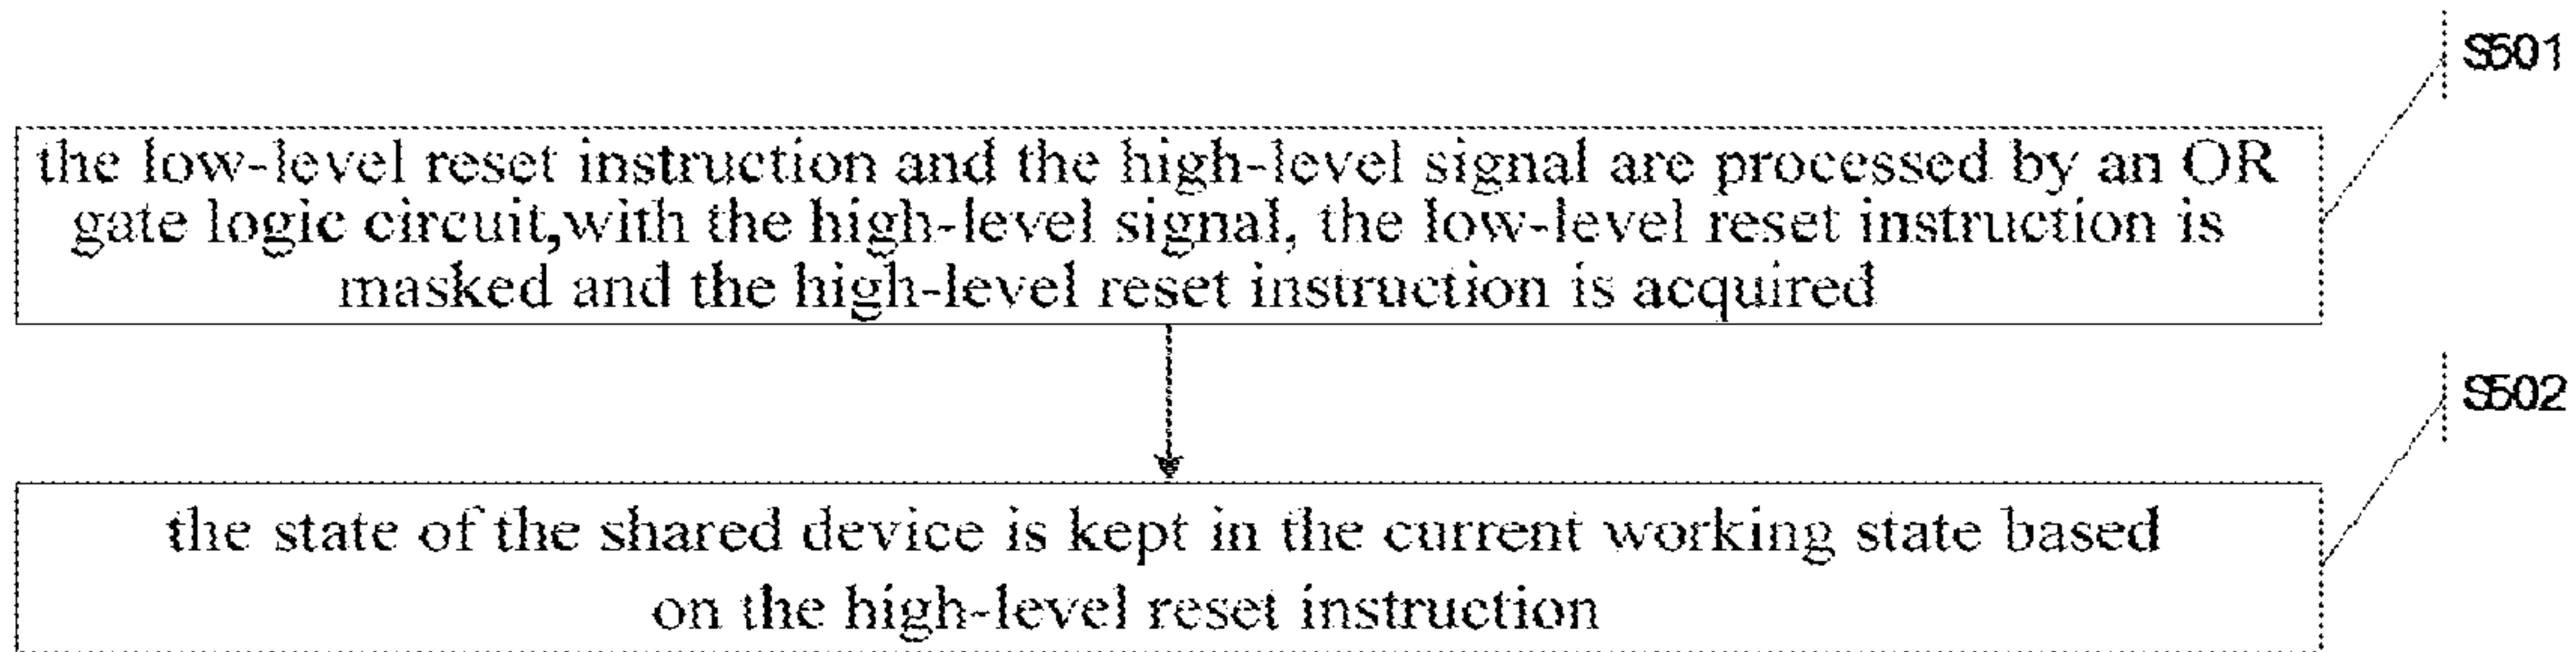 S501
the low-level reset instruction and the high-level signal are processed by an OR
gate logic circuit,with the high-level signal, the low-level reset instruction is
masked and the high-level reset instruction is acquired
S502
the state of the shared device is kept in the current working state based
on the high-level reset instruction